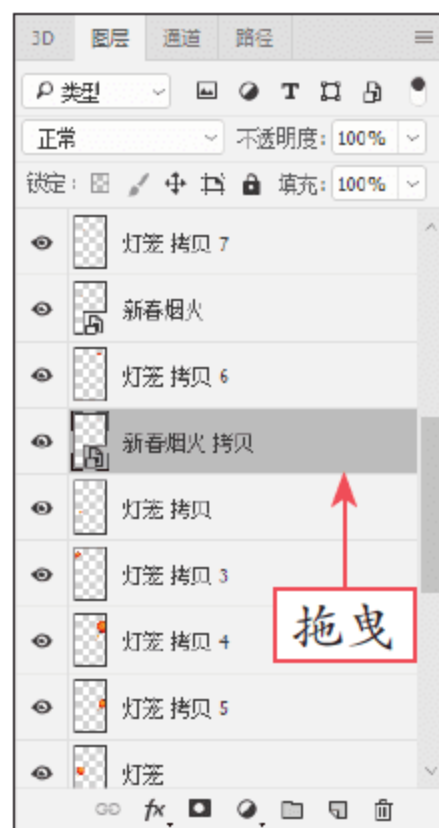 3D 图层 通道 路径
类型 T
正常 不透明度: 100%
锁定: 填充: 100%
灯笼 拷贝 7
新春烟火
灯笼 拷贝 6
新春烟火 拷贝
灯笼 拷贝
灯笼 拷贝 3
灯笼 拷贝 4
拖曳
灯笼 拷贝 5
灯笼
fx